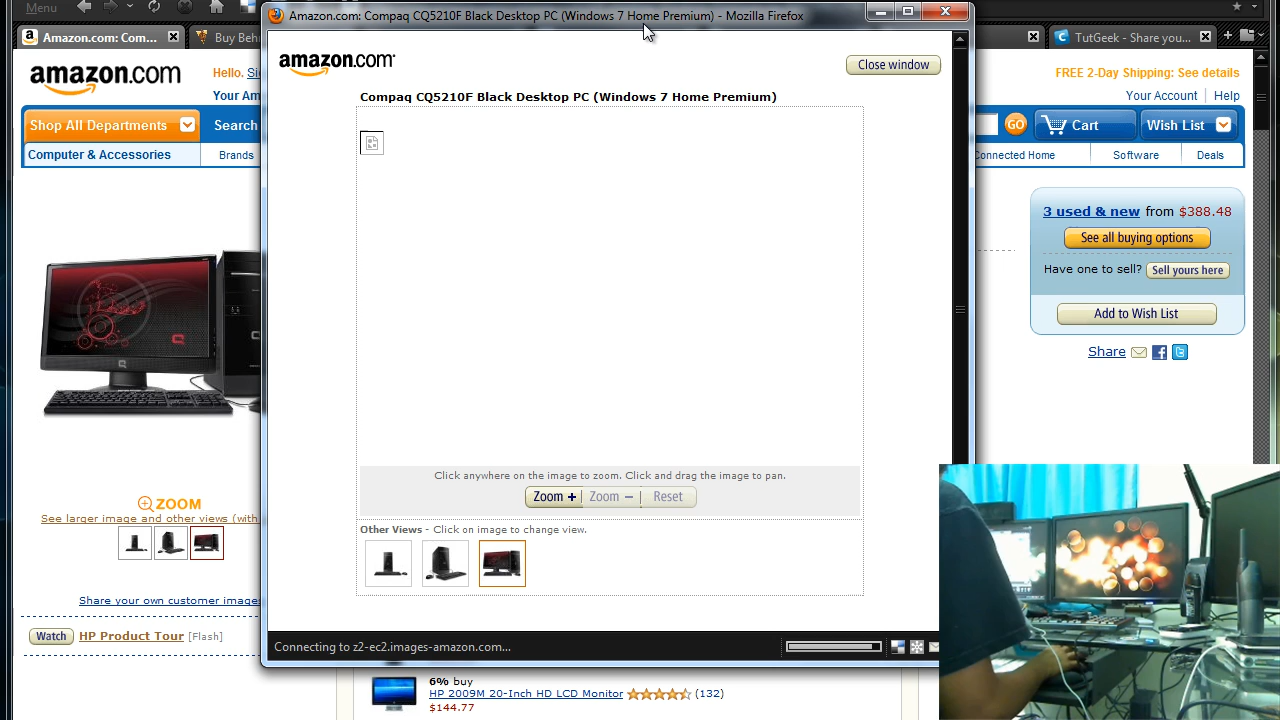 Menu
Amazon.com: Compaq CQ5210F Black Desktop PC (Windows 7 Home Premium) - Mozilla Firefox
Amazon.com: Com...
Buy Behr
TutGeek - Share you...
amazon.com
Hello.
FREE 2-Day Shipping: See details
Your Am
Your Account | Help
Shop All Departments
Search
GO
Cart
Wish List
Computer & Accessories
Brands
Connected Home
Software
Deals
amazon.com
Close window
Compaq CQ5210F Black Desktop PC (Windows 7 Home Premium)
3 used & new from $388.48
See all buying options
Have one to sell? Sell yours here
Add to Wish List
Share
Click anywhere on the image to zoom. Click and drag the image to pan.
Zoom + Zoom − Reset
Other Views - Click on image to change view.
ZOOM
See larger image and other views (with
Share your own customer image
Watch HP Product Tour [Flash]
Connecting to z2-ec2.images-amazon.com...
6% buy
HP 2009M 20-Inch HD LCD Monitor (132)
$144.77